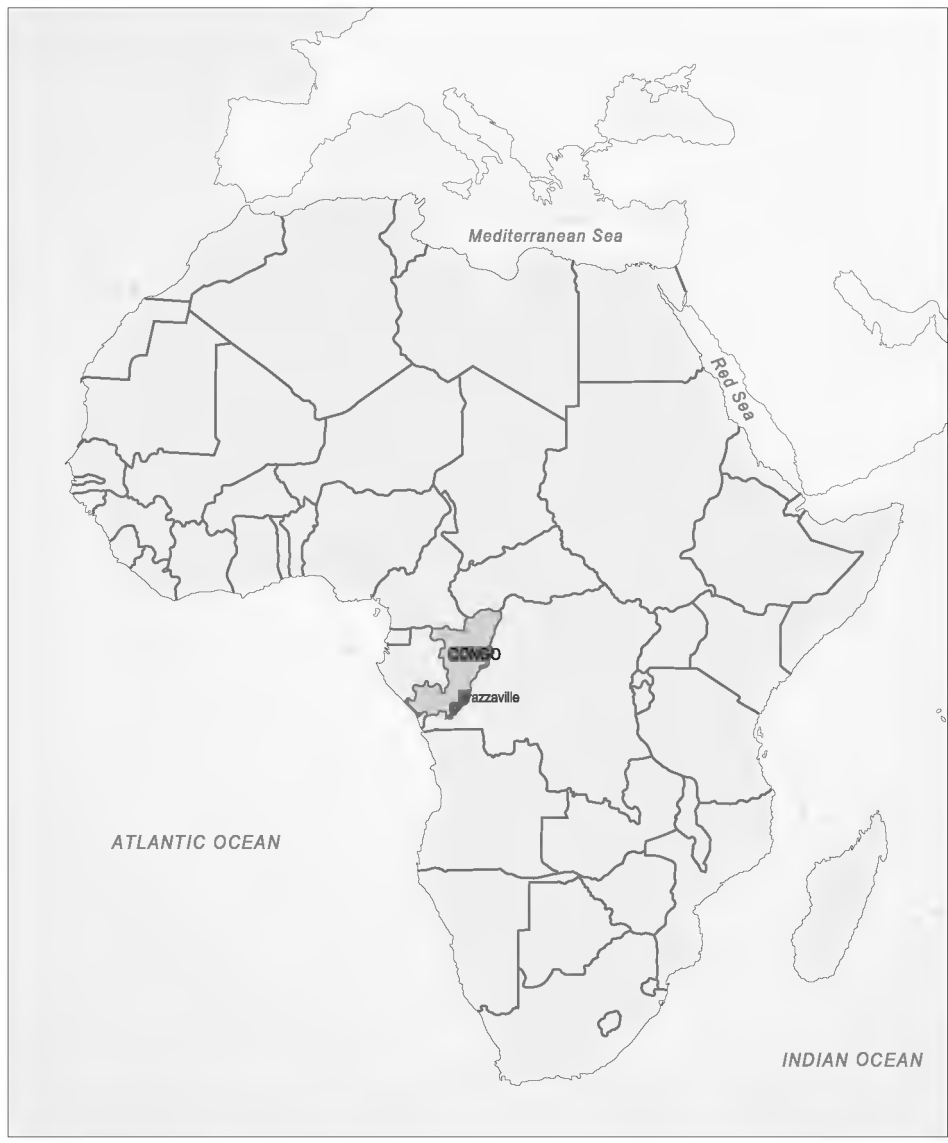 Mediterranean Sea
Red Sea
CONGO
Brazzaville
ATLANTIC OCEAN
INDIAN OCEAN